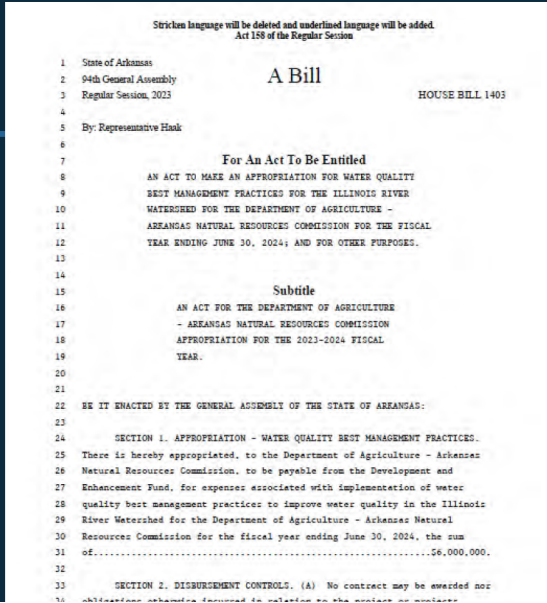 Stricken language will be deleted and underlined language will be added.
Act 158 of the Regular Session
1 State of Arkansas
2 94th General Assembly A Bill
3 Regular Session, 2023 HOUSE BILL 1403
4
5 By: Representative Haak
6
7 For An Act To Be Entitled
8 AN ACT TO MAKE AN APPROPRIATION FOR WATER QUALITY
9 BEST MANAGEMENT PRACTICES FOR THE ILLINOIS RIVER
10 WATERSHED FOR THE DEPARTMENT OF AGRICULTURE –
11 ARKANSAS NATURAL RESOURCES COMMISSION FOR THE FISCAL
12 YEAR ENDING JUNE 30, 2024; AND FOR OTHER PURPOSES.
13
14
15 Subtitle
16 AN ACT FOR THE DEPARTMENT OF AGRICULTURE
17 – ARKANSAS NATURAL RESOURCES COMMISSION
18 APPROPRIATION FOR THE 2023-2024 FISCAL
19 YEAR.
20
21
22 BE IT ENACTED BY THE GENERAL ASSEMBLY OF THE STATE OF ARKANSAS:
23
24 SECTION 1. APPROPRIATION - WATER QUALITY BEST MANAGEMENT PRACTICES.
25 There is hereby appropriated, to the Department of Agriculture - Arkansas
26 Natural Resources Commission, to be payable from the Development and
27 Enhancement Fund, for expenses associated with implementation of water
28 quality best management practices to improve water quality in the Illinois
29 River Watershed for the Department of Agriculture - Arkansas Natural
30 Resources Commission for the fiscal year ending June 30, 2024, the sum
31 of......................................................$6,000,000.
32
33 SECTION 2. DISBURSEMENT CONTROLS. (A) No contract may be awarded nor
34 obligations otherwise incurred in relation to the project or projects